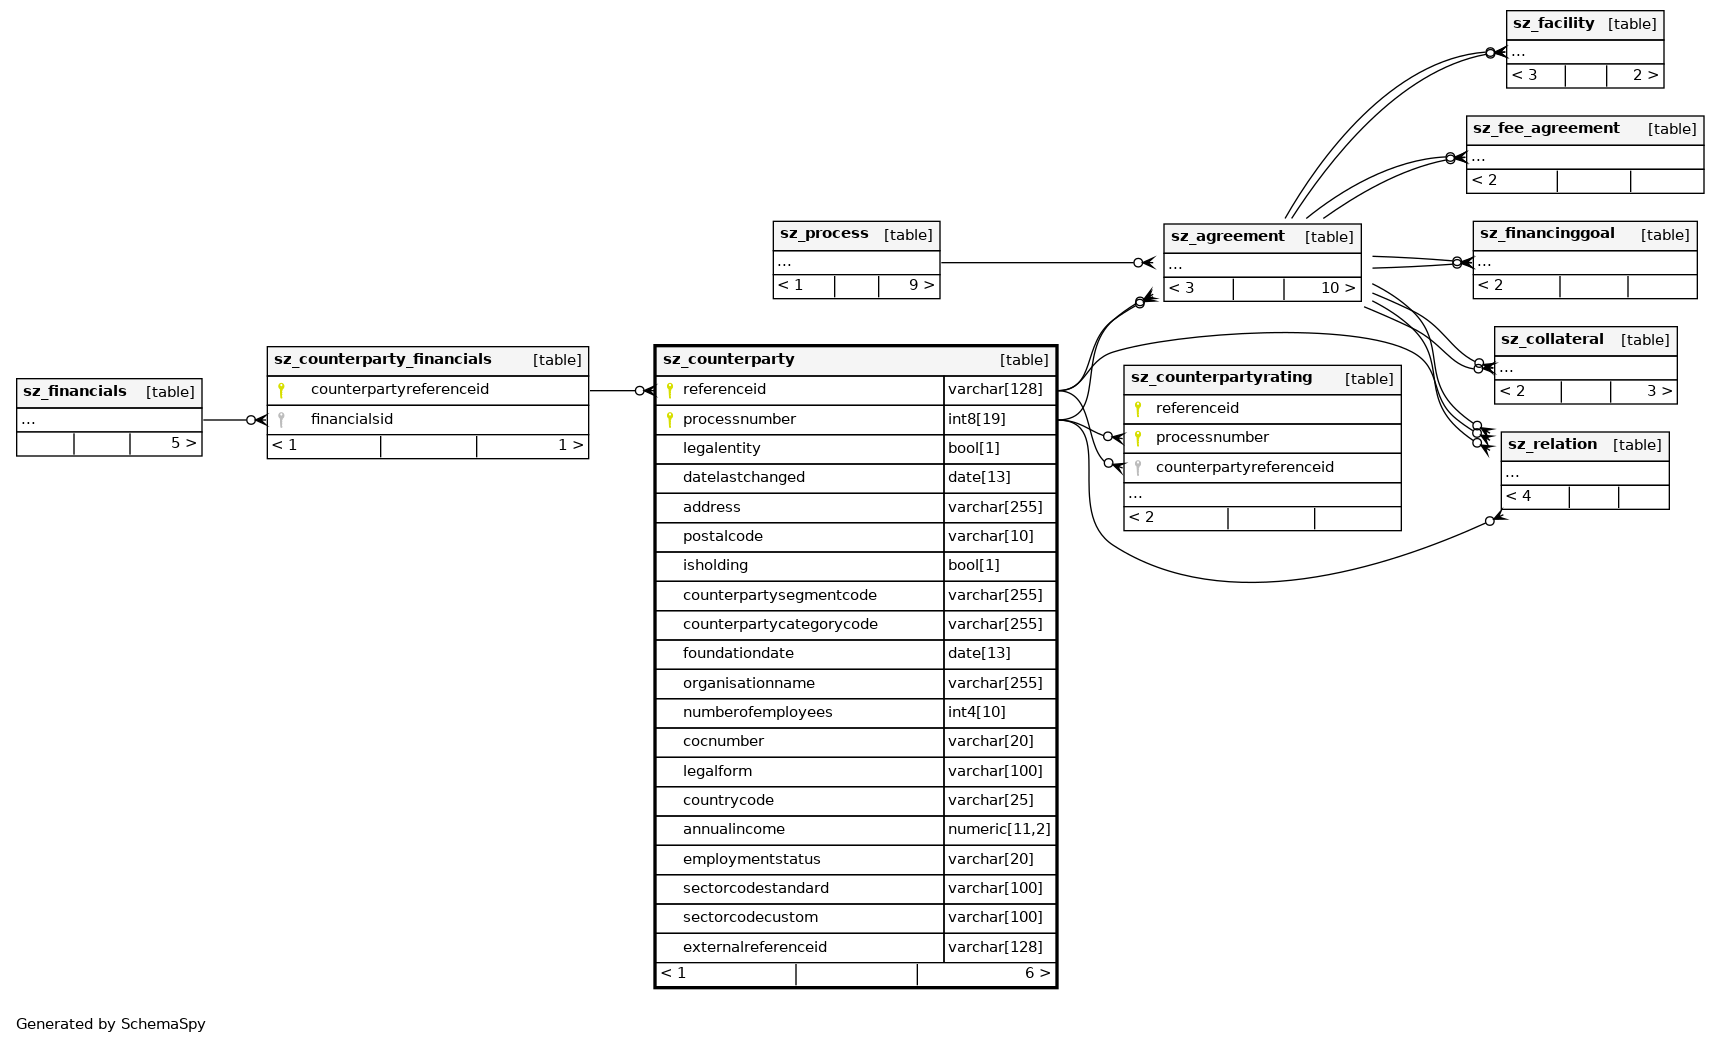 sz_facility [table]
...
< 3 2 >
sz_fee_agreement [table]
...
< 2
sz_process [table]
...
< 1 9 >
sz_agreement [table]
...
< 3 10 >
sz_financinggoal [table]
...
< 2
sz_collateral [table]
...
< 2 3 >
sz_relation [table]
...
< 4
sz_financials [table]
...
5 >
sz_counterparty_financials [table]
counterpartyreferenceid
financialsid
< 1 1 >
sz_counterparty [table]
referenceid varchar[128]
processnumber int8[19]
legalentity bool[1]
datelastchanged date[13]
address varchar[255]
postalcode varchar[10]
isholding bool[1]
counterpartysegmentcode varchar[255]
counterpartycategorycode varchar[255]
foundationdate date[13]
organisationname varchar[255]
numberofemployees int4[10]
cocnumber varchar[20]
legalform varchar[100]
countrycode varchar[25]
annualincome numeric[11,2]
employmentstatus varchar[20]
sectorcodestandard varchar[100]
sectorcodecustom varchar[100]
externalreferenceid varchar[128]
< 1 6 >
sz_counterpartyrating [table]
referenceid
processnumber
counterpartyreferenceid
...
< 2
Generated by SchemaSpy